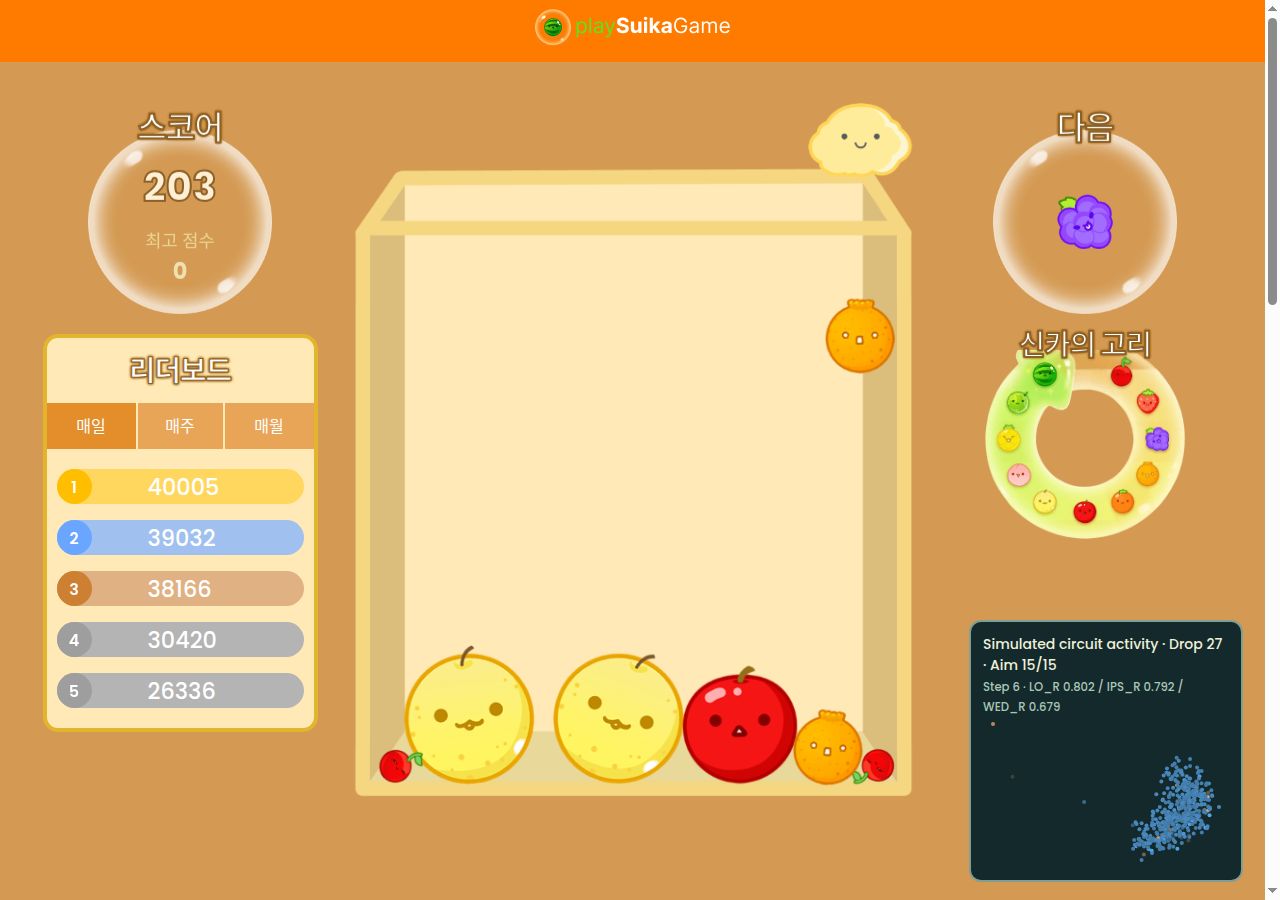 playSuikaGame
스코어
203
최고 점수
0
다음
신카의 고리
리더보드
매일 매주 매월
1 40005
2 39032
3 38166
4 30420
5 26336
Simulated circuit activity · Drop 27
· Aim 15/15
Step 6 · LO_R 0.802 / IPS_R 0.792 /
WED_R 0.679